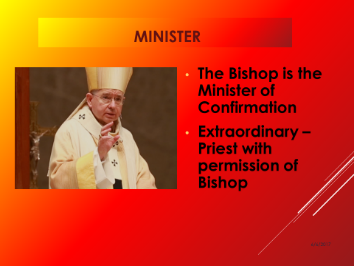 MINISTER
• The Bishop is the
Minister of
Confirmation
• Extraordinary –
Priest with
permission of
Bishop